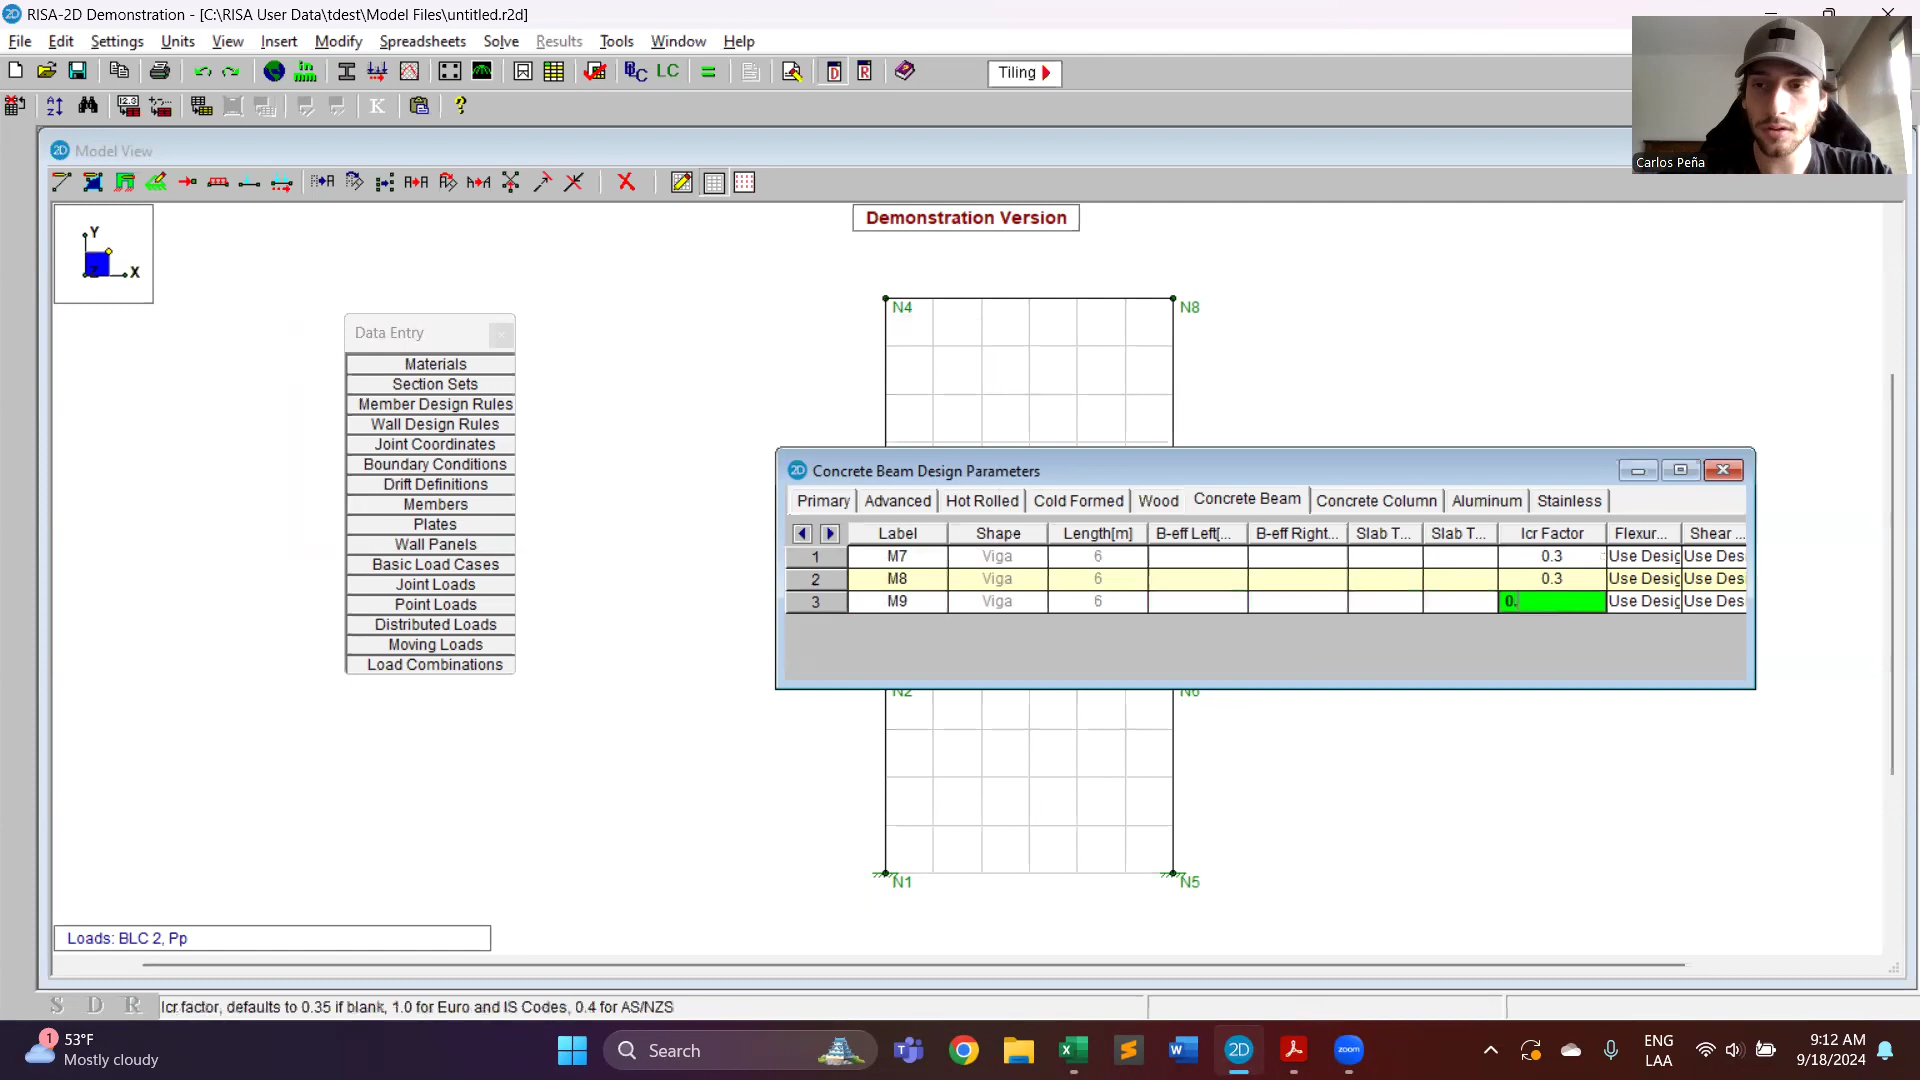 RISA-2D Demonstration - [C:\RISA User Data\tdest\Model Files\untitled.r2d]
File Edit Settings Units View Insert Modify Spreadsheets Solve Results Tools Window Help
Tiling
Model View
Carlos Peña
Demonstration Version
Y
Z
X
N4
N8
Data Entry
Materials
Section Sets
Member Design Rules
Wall Design Rules
Joint Coordinates
Boundary Conditions
Drift Definitions
Members
Plates
Wall Panels
Basic Load Cases
Joint Loads
Point Loads
Distributed Loads
Moving Loads
Load Combinations
Concrete Beam Design Parameters
Primary Advanced Hot Rolled Cold Formed Wood Concrete Beam Concrete Column Aluminum Stainless
Label Shape Length[m] B-eff Left[... B-eff Right... Slab T... Slab T... Icr Factor Flexur... Shear ...
1 M7 Viga 6 0.3 Use Desig Use Des
2 M8 Viga 6 0.3 Use Desig Use Des
3 M9 Viga 6 0. Use Desig Use Des
N2
N6
N1
N5
Loads: BLC 2, Pp
S D R Icr factor, defaults to 0.35 if blank, 1.0 for Euro and IS Codes, 0.4 for AS/NZS
1
53°F
Mostly cloudy
Search
2D
zoom
ENG
LAA
9:12 AM
9/18/2024